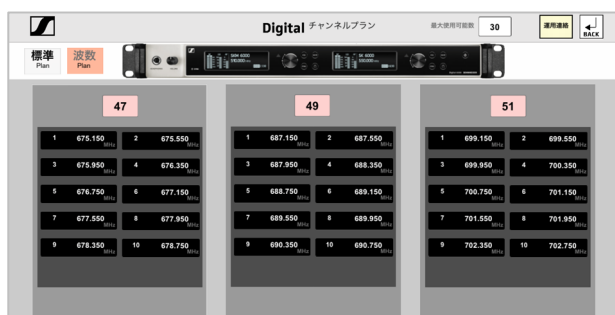 Digital チャンネルプラン
最大使用可能数 30
運用連絡
BACK
標準
Plan
波数
Plan
47
1 675.150 MHz 2 675.550 MHz
3 675.950 MHz 4 676.350 MHz
5 676.750 MHz 6 677.150 MHz
7 677.550 MHz 8 677.950 MHz
9 678.350 MHz 10 678.750 MHz
49
1 687.150 MHz 2 687.550 MHz
3 687.950 MHz 4 688.350 MHz
5 688.750 MHz 6 689.150 MHz
7 689.550 MHz 8 689.950 MHz
9 690.350 MHz 10 690.750 MHz
51
1 699.150 MHz 2 699.550 MHz
3 699.950 MHz 4 700.350 MHz
5 700.750 MHz 6 701.150 MHz
7 701.550 MHz 8 701.950 MHz
9 702.350 MHz 10 702.750 MHz